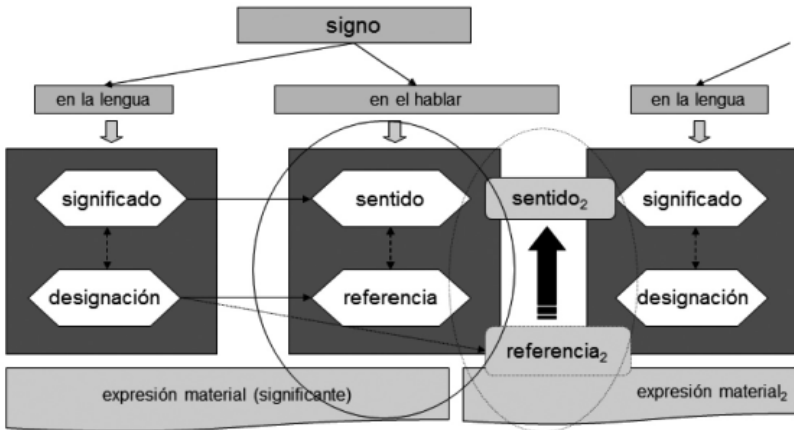 signo
en la lengua
en el hablar
en la lengua
significado
sentido
sentido₂
significado
designación
referencia
referencia₂
designación
expresión material (significante)
expresión material₂